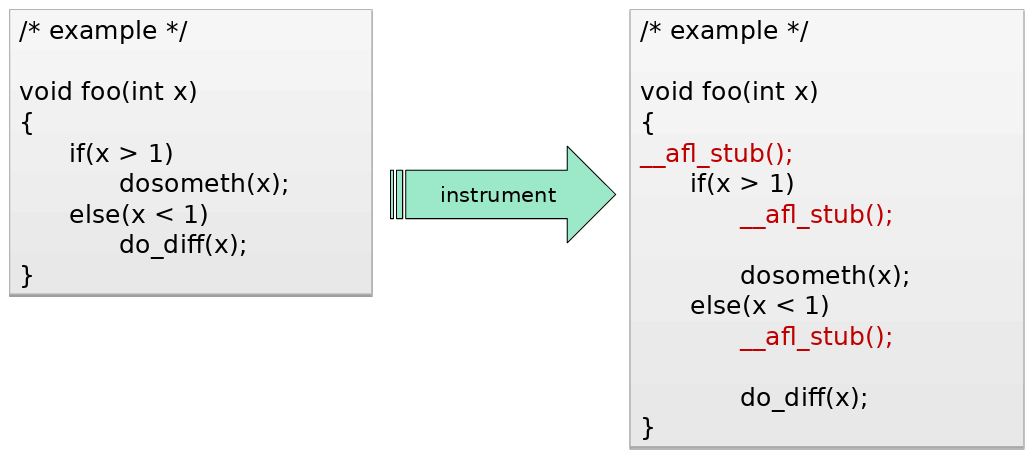 /* example */
void foo(int x)
{
if(x > 1)
dosometh(x);
else(x < 1)
do_diff(x);
}
instrument
/* example */
void foo(int x)
{
__afl_stub();
if(x > 1)
__afl_stub();
dosometh(x);
else(x < 1)
__afl_stub();
do_diff(x);
}